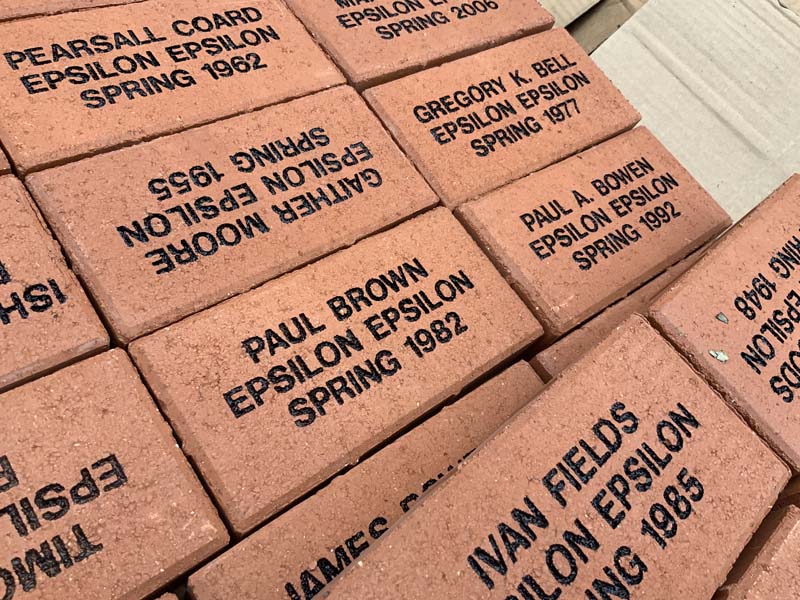 PEARSALL COARD
EPSILON EPSILON
SPRING 1962
EPSILON
SPRING 2006
GREGORY K. BELL
EPSILON EPSILON
SPRING 1977
GAITHER MOORE
EPSILON EPSILON
SPRING 1955
PAUL A. BOWEN
EPSILON EPSILON
SPRING 1992
PAUL BROWN
EPSILON EPSILON
SPRING 1982
1948
IVAN FIELDS
EPSILON
1985
JAMES